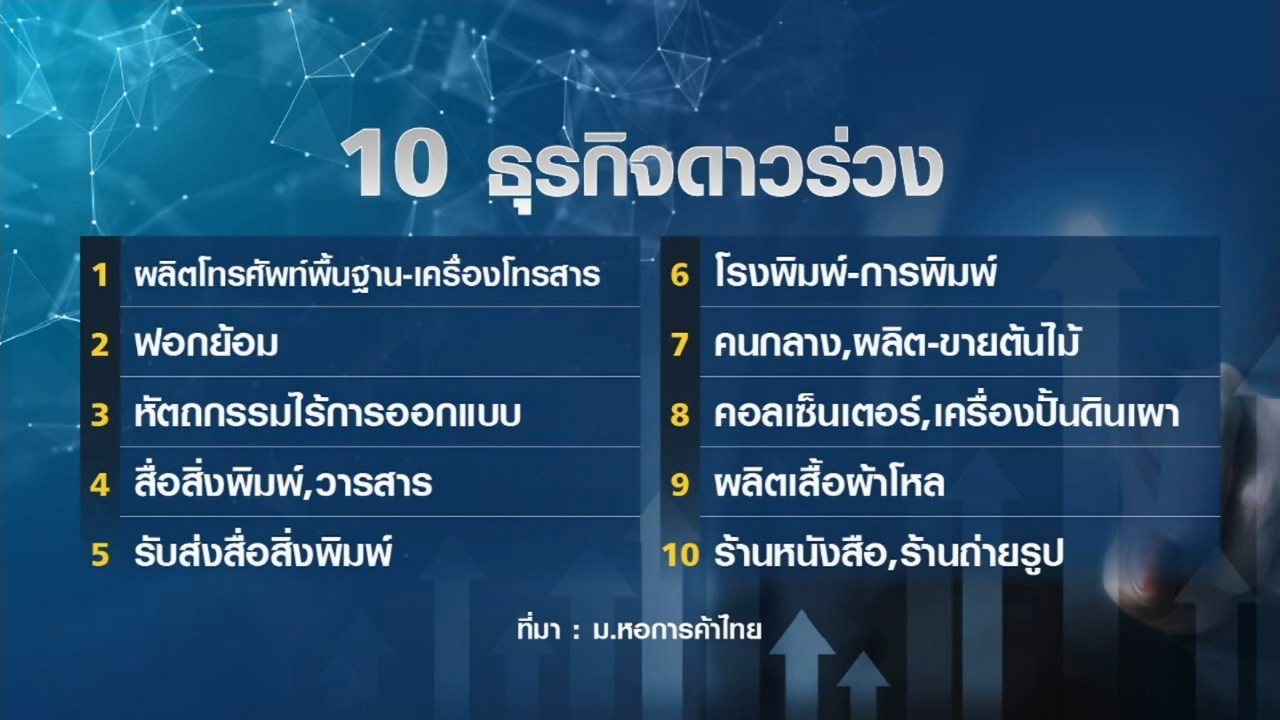 10 ธุรกิจดาวร่วง
1 ผลิตโทรศัพท์พื้นฐาน-เครื่องโทรสาร
2 ฟอกย้อม
3 หัตถกรรมไร้การออกแบบ
4 สื่อสิ่งพิมพ์,วารสาร
5 รับส่งสื่อสิ่งพิมพ์
6 โรงพิมพ์-การพิมพ์
7 คนกลาง,ผลิต-ขายต้นไม้
8 คอลเซ็นเตอร์,เครื่องปั้นดินเผา
9 ผลิตเสื้อผ้าโหล
10 ร้านหนังสือ,ร้านถ่ายรูป
ที่มา : ม.หอการค้าไทย